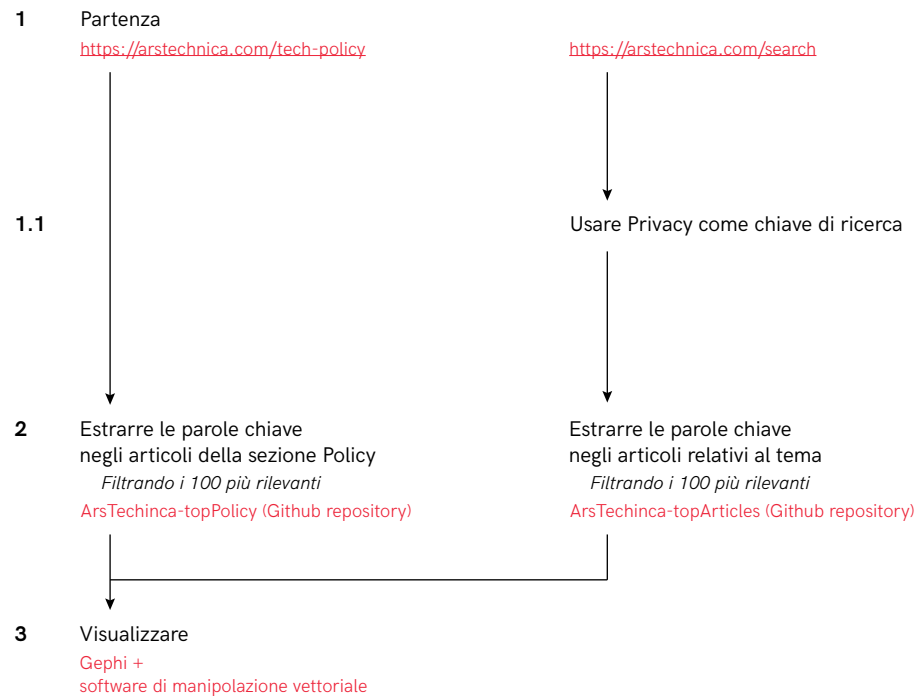 1 Partenza
https://arstechnica.com/tech-policy https://arstechnica.com/search
1.1 Usare Privacy come chiave di ricerca
2 Estrarre le parole chiave Estrarre le parole chiave
negli articoli della sezione Policy negli articoli relativi al tema
Filtrando i 100 più rilevanti Filtrando i 100 più rilevanti
ArsTechinca-topPolicy (Github repository) ArsTechinca-topArticles (Github repository)
3 Visualizzare
Gephi +
software di manipolazione vettoriale